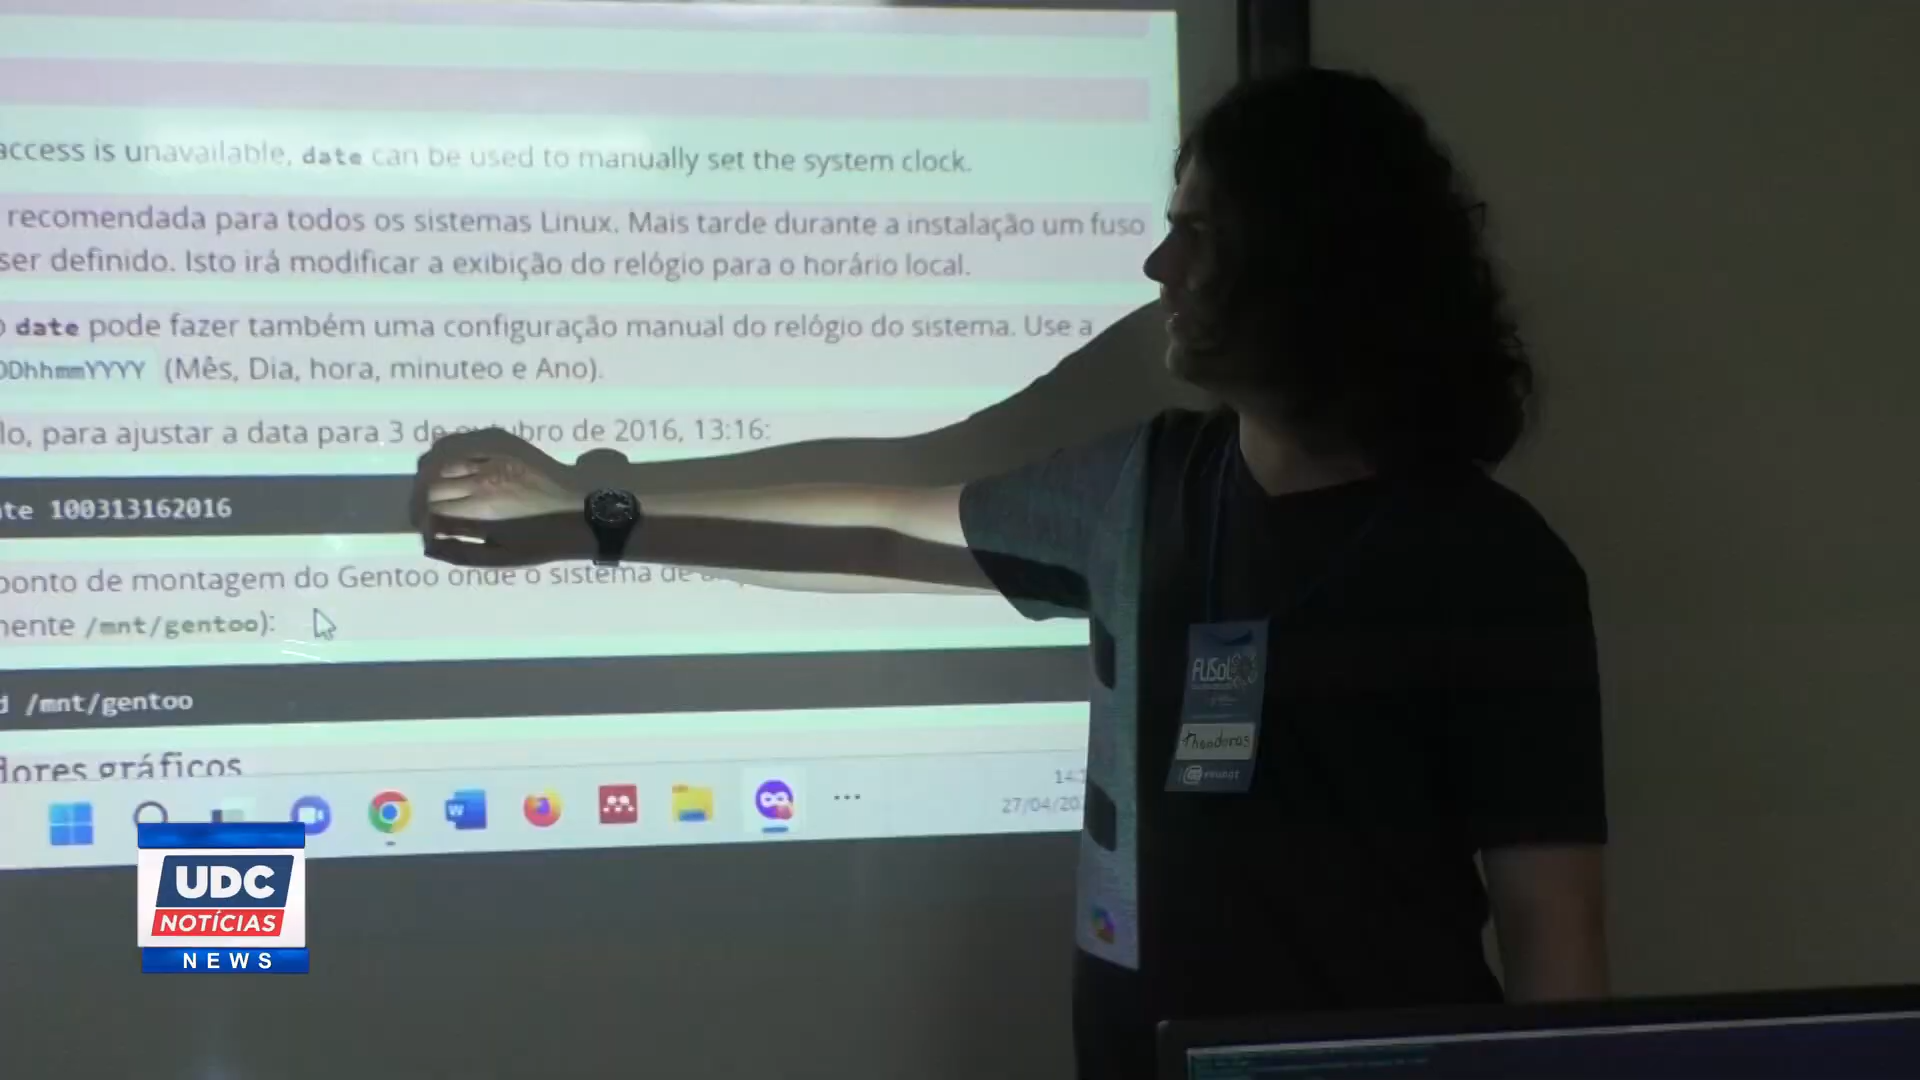 access is unavailable, date can be used to manually set the system clock.
recomendada para todos os sistemas Linux. Mais tarde durante a instalação um fuso
ser definido. Isto irá modificar a exibição do relógio para o horário local.
o date pode fazer também uma configuração manual do relógio do sistema. Use a
DDhhmmYYYY (Mês, Dia, hora, minuteo e Ano).
lo, para ajustar a data para 3 de outubro de 2016, 13:16:
te 100313162016
ponto de montagem do Gentoo onde o sistema de
mente /mnt/gentoo):
d /mnt/gentoo
dores gráficos
W
14:
27/04/20
FLISoL
Theodoros
UDC
NOTÍCIAS
NEWS